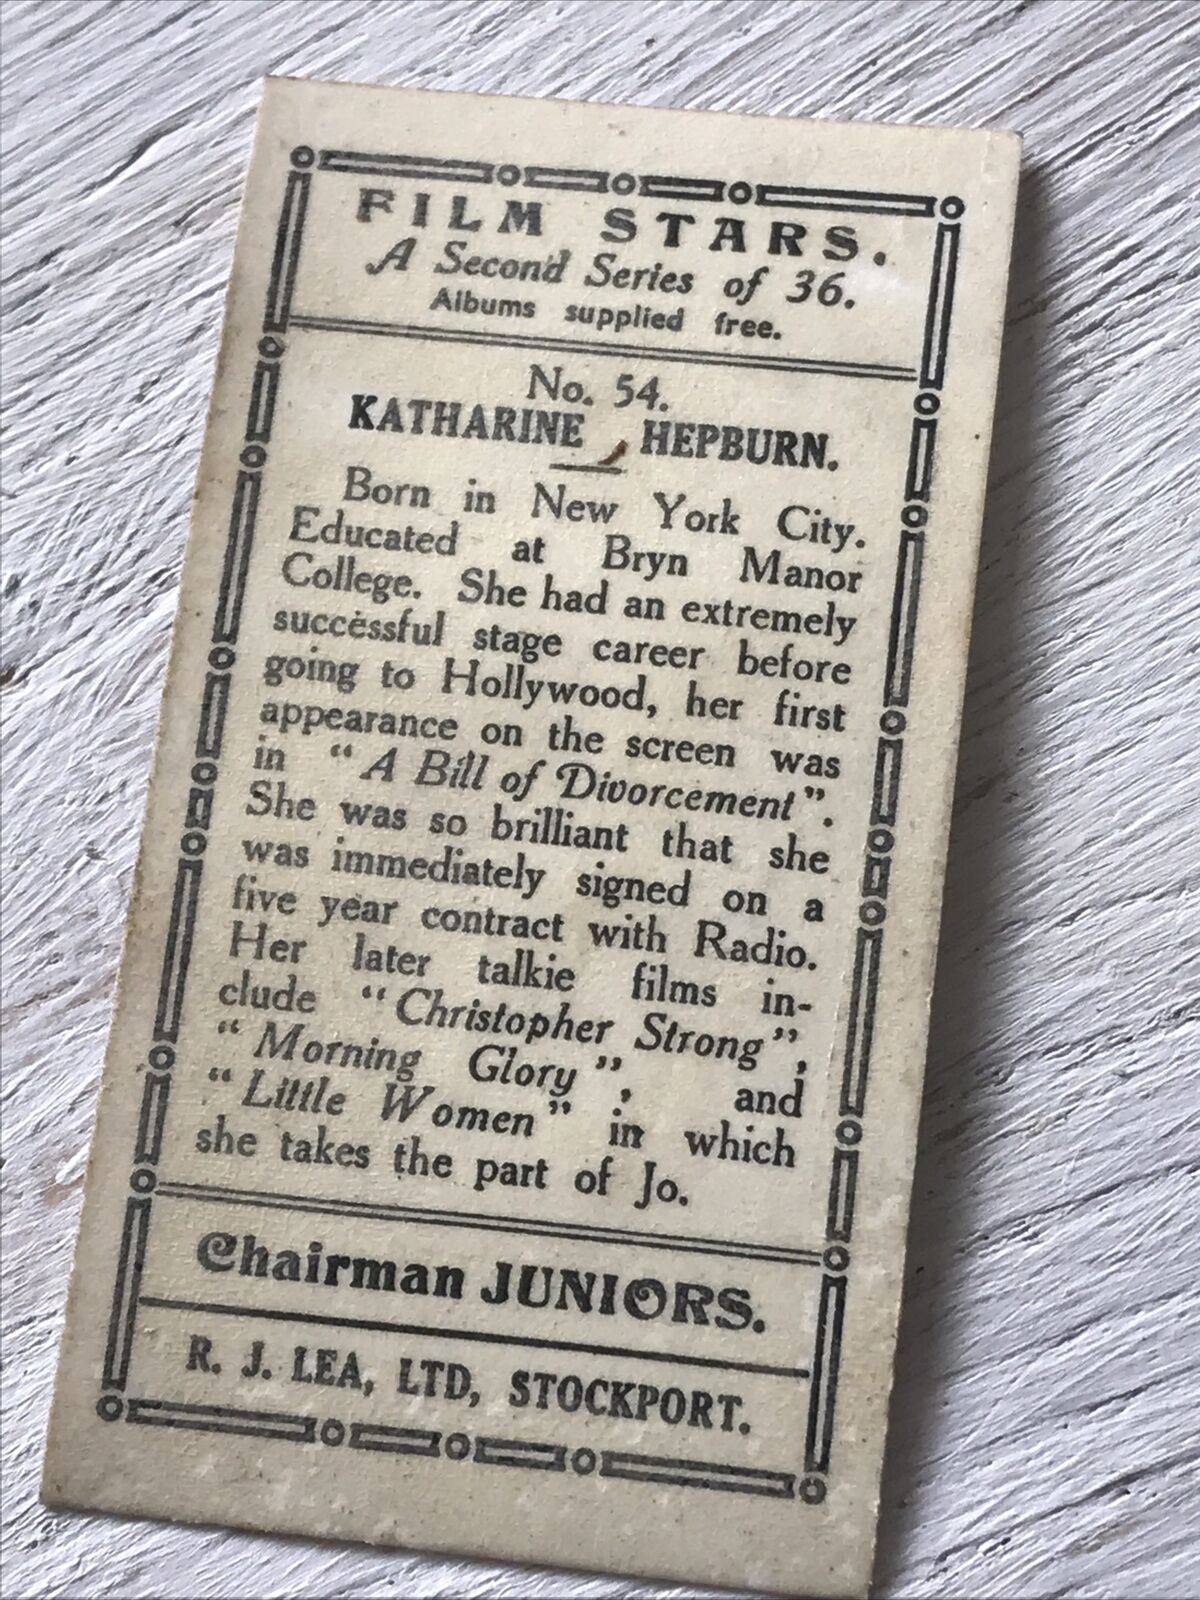 FILM STARS.
A Second Series of 36.
Albums supplied free.
No. 54.
KATHARINE HEPBURN.
Born in New York City.
Educated at Bryn Manor
College. She had an extremely
successful stage career before
going to Hollywood, her first
appearance on the screen was
in "A Bill of Divorcement".
She was so brilliant that she
was immediately signed on a
five year contract with Radio.
Her later talkie films in-
clude "Christopher Strong",
"Morning Glory", and
"Little Women" in which
she takes the part of Jo.
Chairman JUNIORS.
R. J. LEA, LTD, STOCKPORT.